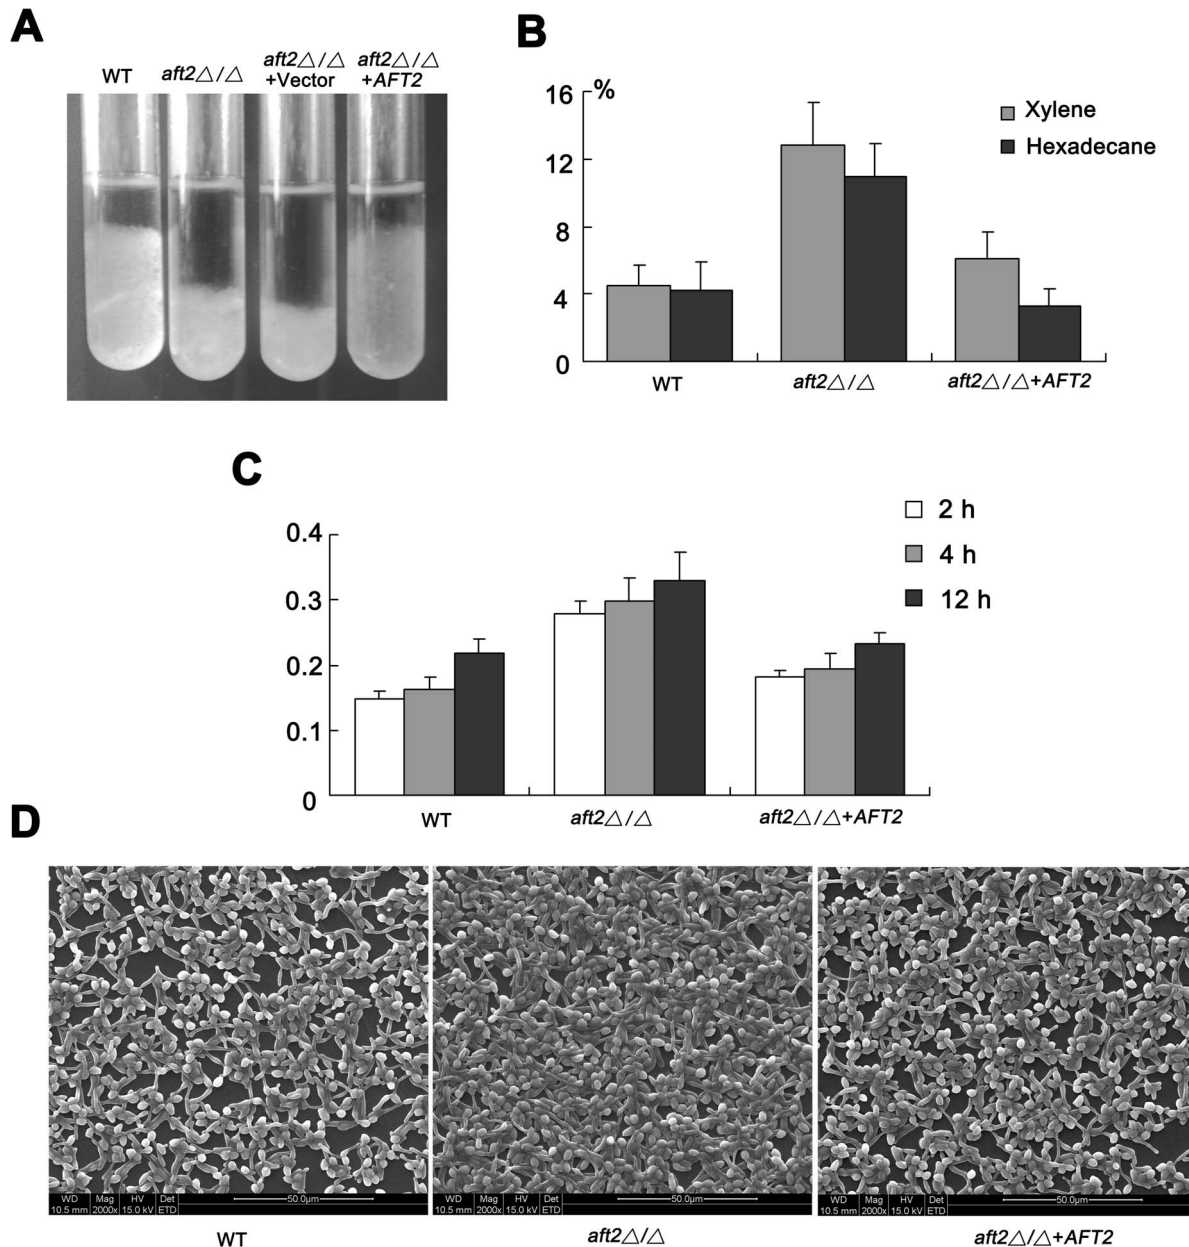 A
WT
aft2△/△
aft2△/△
+Vector
aft2△/△
+AFT2
B
%
16
12
8
4
0
Xylene
Hexadecane
WT
aft2△/△
aft2△/△+AFT2
C
0.4
0.3
0.2
0.1
0
2 h
4 h
12 h
WT
aft2△/△
aft2△/△+AFT2
D
WD Mag HV Det
10.5 mm 2000x 15.0 kV ETD
50.0µm
WD Mag HV Det
10.5 mm 2000x 15.0 kV ETD
50.0µm
WD Mag HV Det
10.5 mm 2000x 15.0 kV ETD
50.0µm
WT
aft2△/△
aft2△/△+AFT2